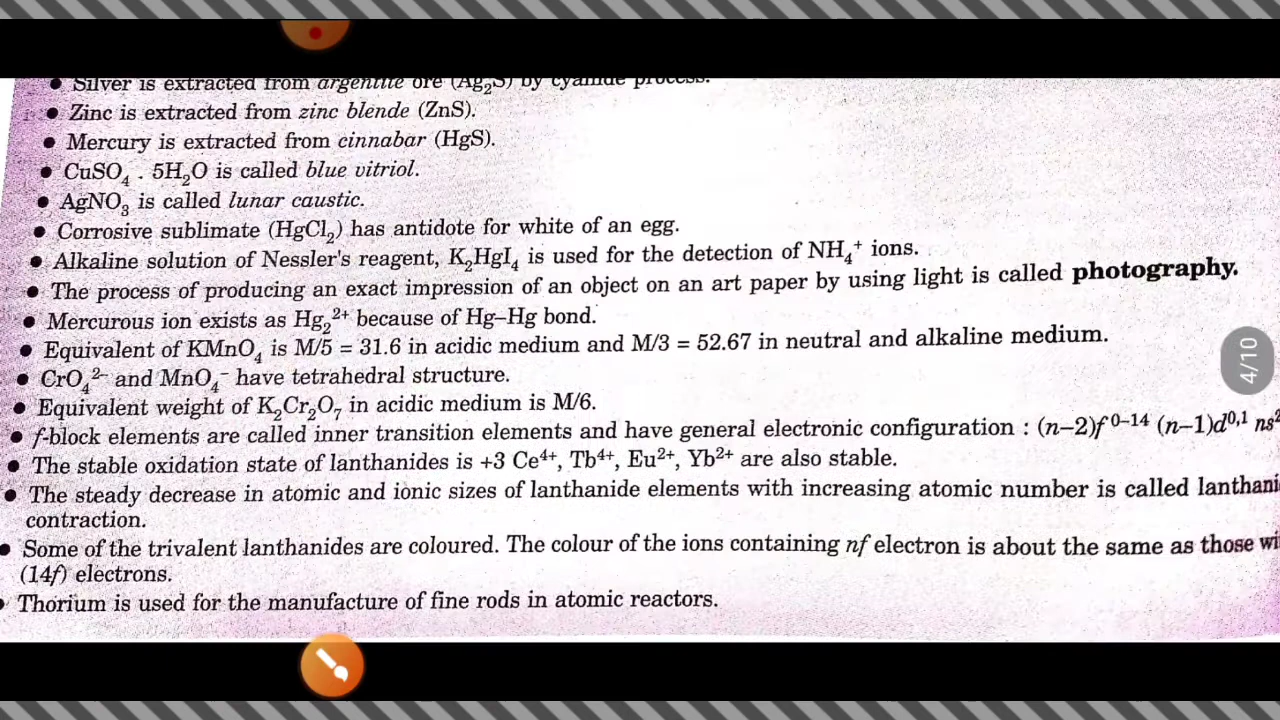 • Silver is extracted from argentite ore (Ag₂S) by cyanide process.
• Zinc is extracted from zinc blende (ZnS).
• Mercury is extracted from cinnabar (HgS).
• CuSO₄ . 5H₂O is called blue vitriol.
• AgNO₃ is called lunar caustic.
• Corrosive sublimate (HgCl₂) has antidote for white of an egg.
• Alkaline solution of Nessler's reagent, K₂HgI₄ is used for the detection of NH₄⁺ ions.
• The process of producing an exact impression of an object on an art paper by using light is called photography.
• Mercurous ion exists as Hg₂²⁺ because of Hg–Hg bond.
• Equivalent of KMnO₄ is M/5 = 31.6 in acidic medium and M/3 = 52.67 in neutral and alkaline medium.
• CrO₄²⁻ and MnO₄⁻ have tetrahedral structure.
• Equivalent weight of K₂Cr₂O₇ in acidic medium is M/6.
• f-block elements are called inner transition elements and have general electronic configuration : (n–2)f⁰⁻¹⁴ (n–1)d⁰,¹ ns²
• The stable oxidation state of lanthanides is +3 Ce⁴⁺, Tb⁴⁺, Eu²⁺, Yb²⁺ are also stable.
• The steady decrease in atomic and ionic sizes of lanthanide elements with increasing atomic number is called lanthani
contraction.
• Some of the trivalent lanthanides are coloured. The colour of the ions containing nf electron is about the same as those wi
(14f) electrons.
• Thorium is used for the manufacture of fine rods in atomic reactors.
4/10